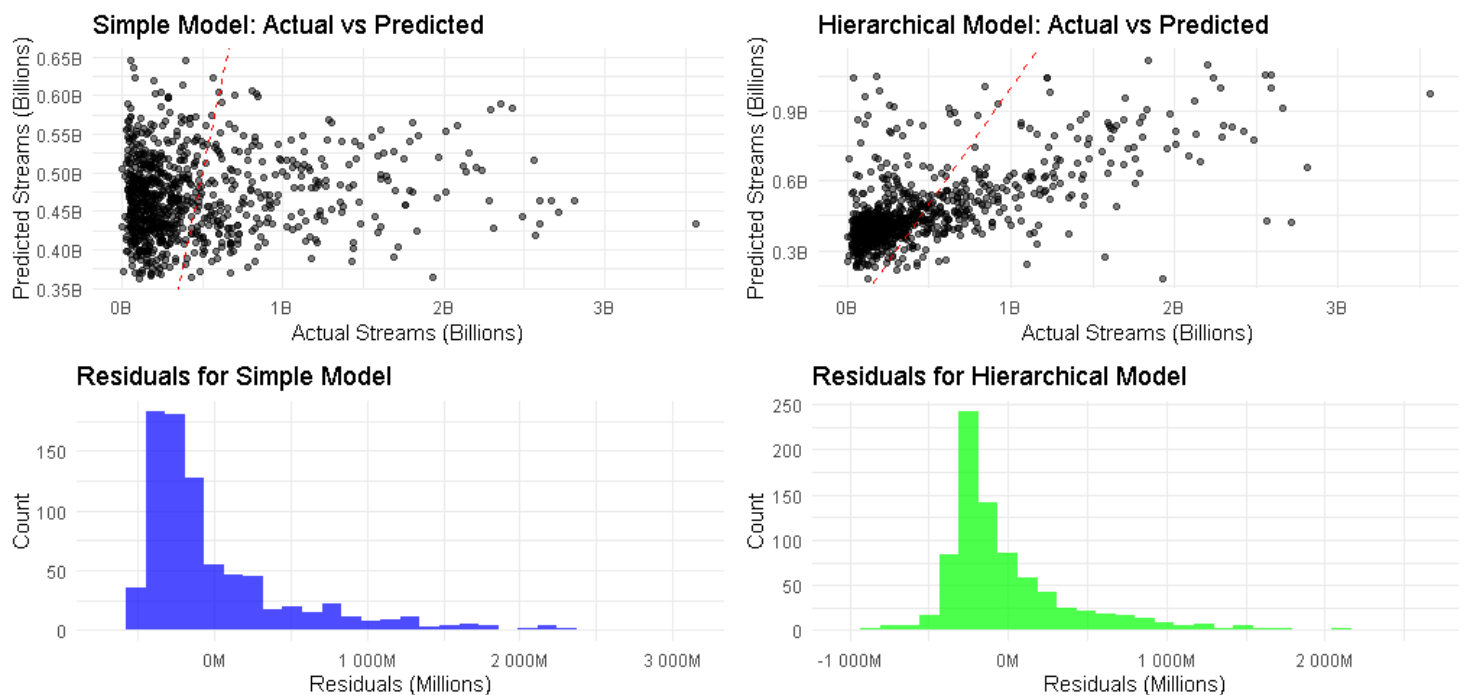 Simple Model: Actual vs Predicted
Predicted Streams (Billions)
0.65B
0.60B
0.55B
0.50B
0.45B
0.40B
0.35B
0B 1B 2B 3B
Actual Streams (Billions)
Hierarchical Model: Actual vs Predicted
Predicted Streams (Billions)
0.9B
0.6B
0.3B
0B 1B 2B 3B
Actual Streams (Billions)
Residuals for Simple Model
Count
150
100
50
0
0M 1 000M 2 000M 3 000M
Residuals (Millions)
Residuals for Hierarchical Model
Count
250
200
150
100
50
0
-1 000M 0M 1 000M 2 000M
Residuals (Millions)